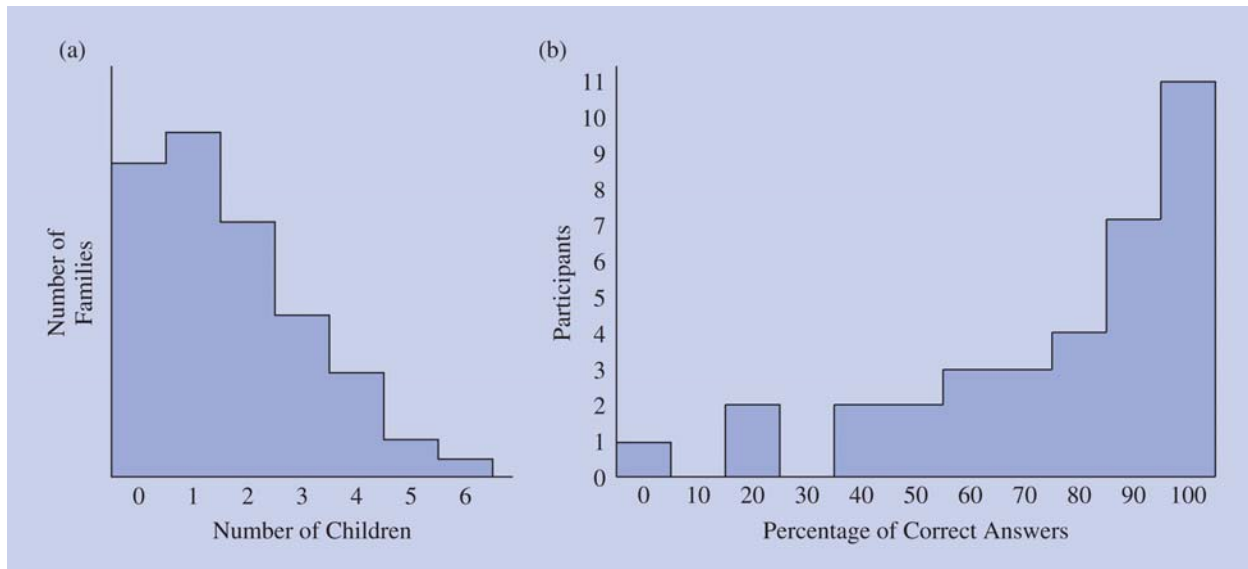 (a)
Number of
Families
0 1 2 3 4 5 6
Number of Children
(b)
Participants
11
10
9
8
7
6
5
4
3
2
1
0
0 10 20 30 40 50 60 70 80 90 100
Percentage of Correct Answers